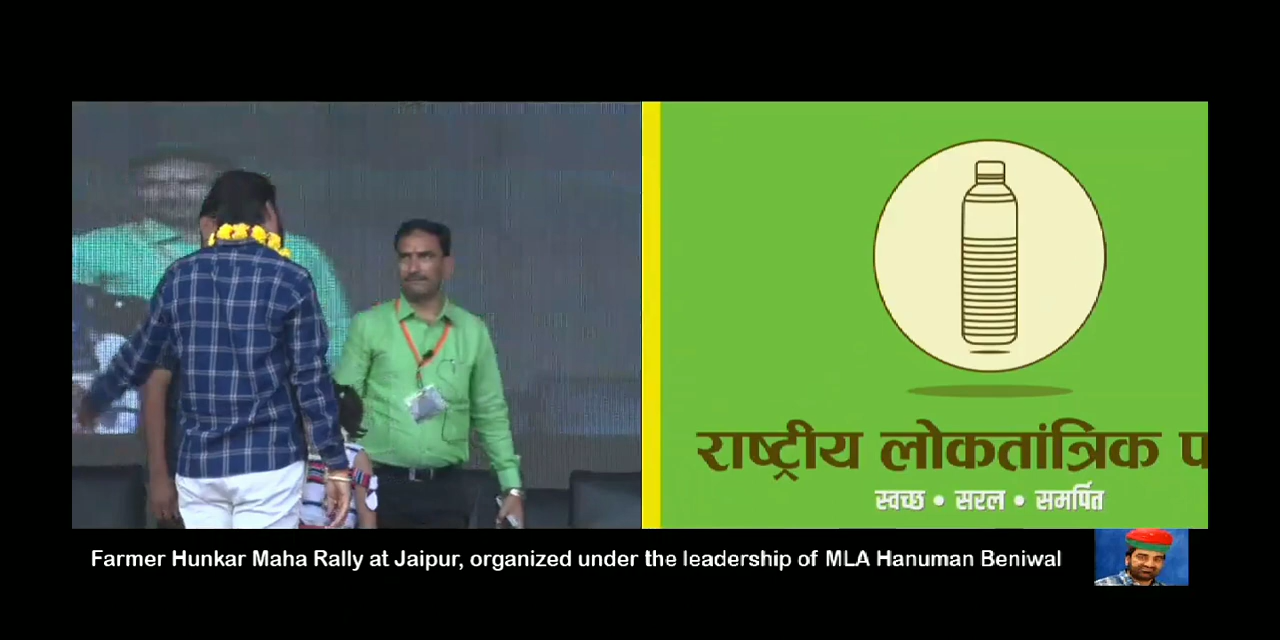 राष्ट्रीय लोकतांत्रिक प
स्वच्छ • सरल • समर्पित
Farmer Hunkar Maha Rally at Jaipur, organized under the leadership of MLA Hanuman Beniwal